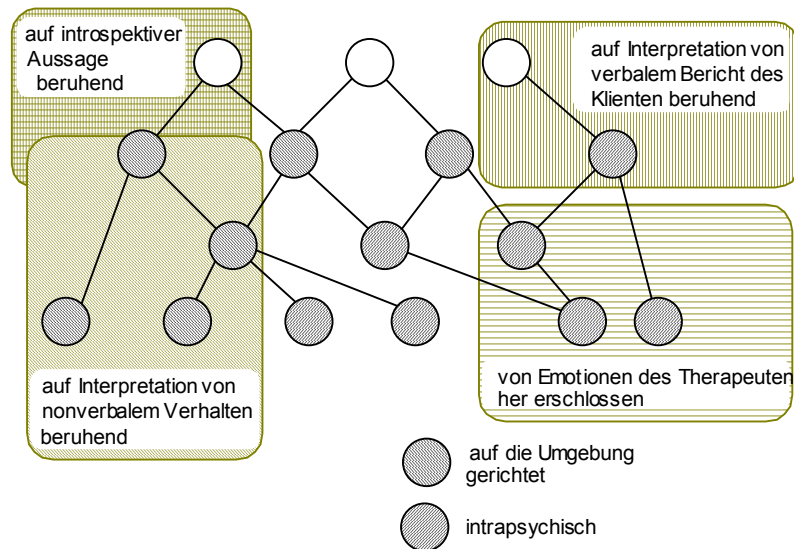 auf introspektiver
Aussage
beruhend
auf Interpretation von
verbalem Bericht des
Klienten beruhend
auf Interpretation von
nonverbalem Verhalten
beruhend
von Emotionen des Therapeuten
her erschlossen
auf die Umgebung
gerichtet
intrapsychisch